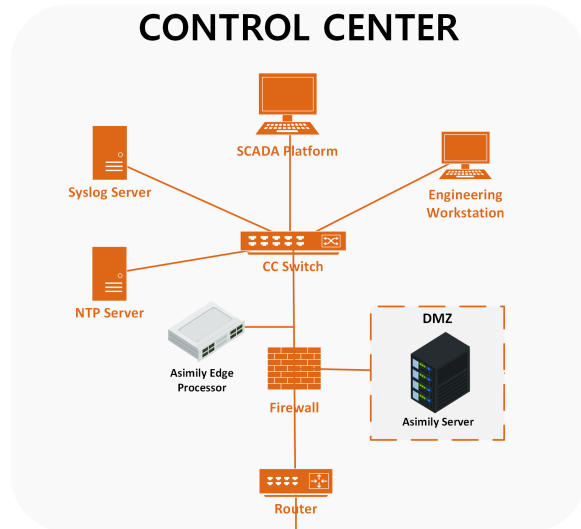 CONTROL CENTER
SCADA Platform
Syslog Server
Engineering
Workstation
CC Switch
NTP Server
DMZ
Asimily Edge
Processor
Firewall
Asimily Server
Router